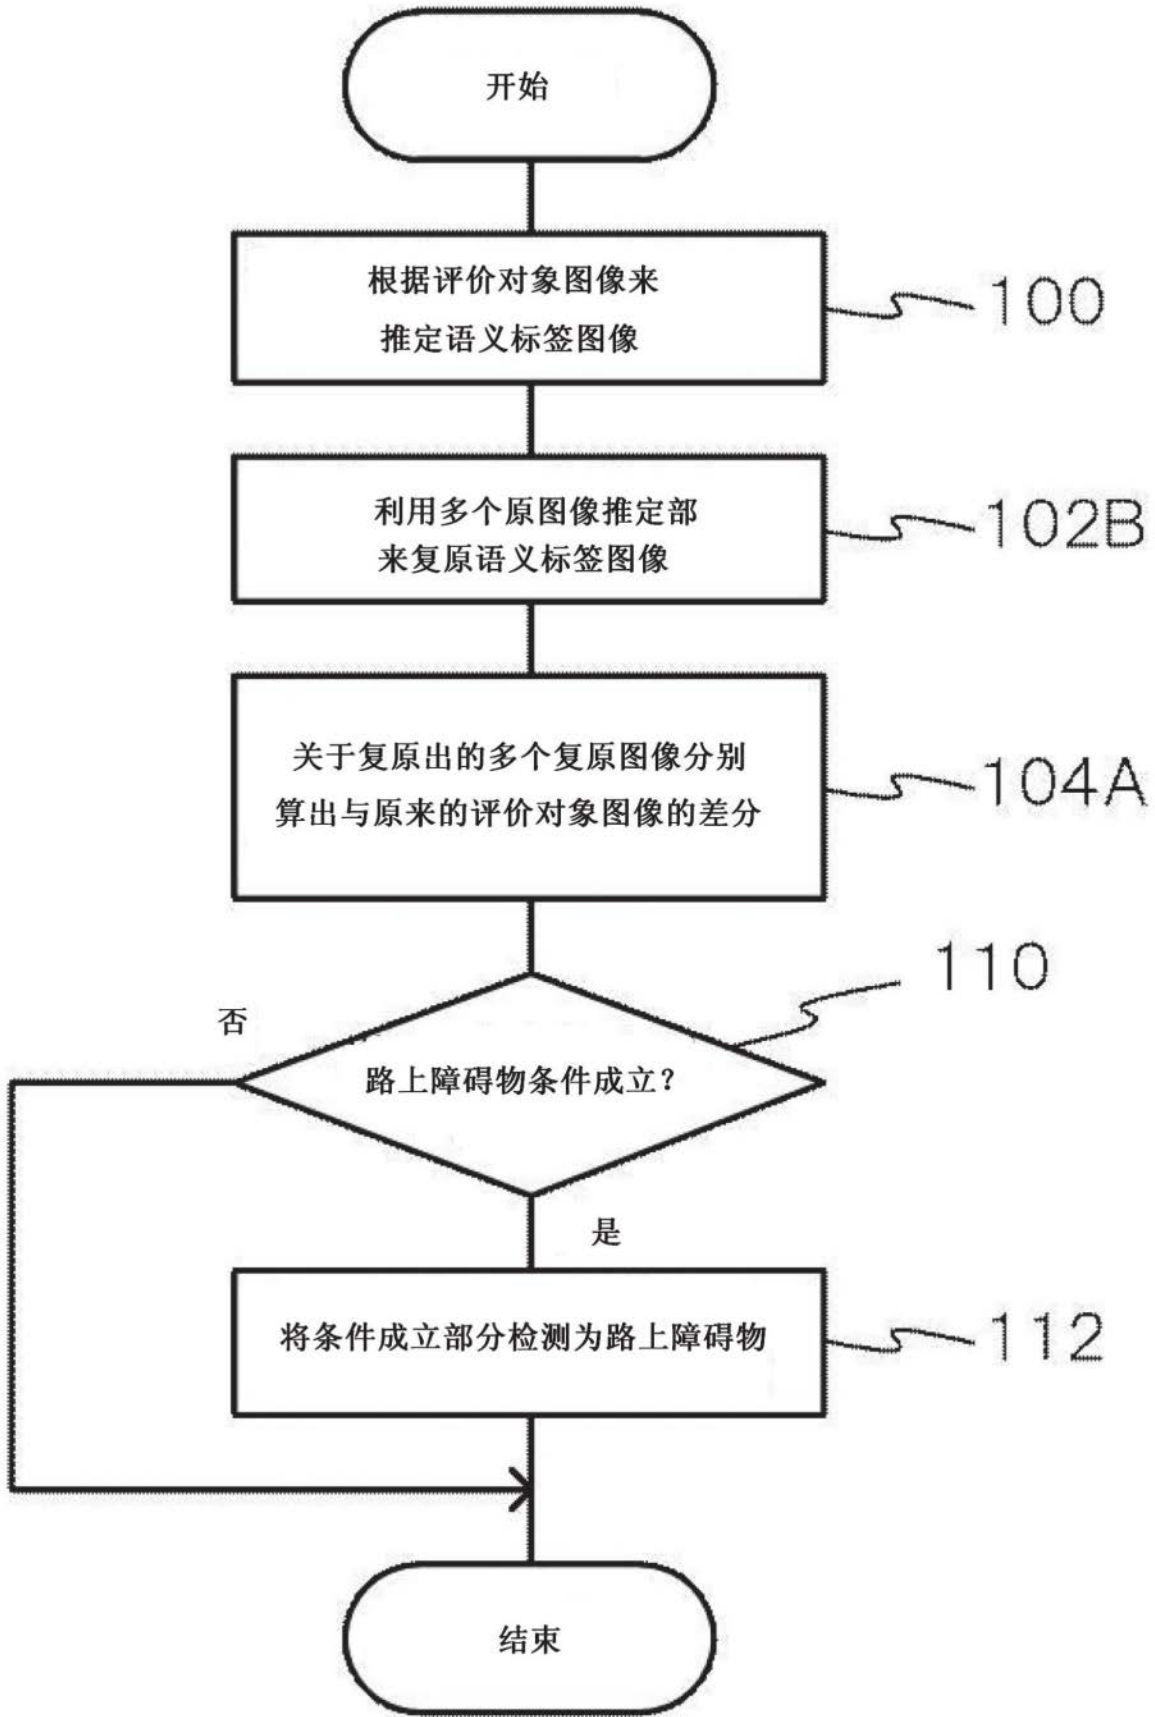 开始
根据评价对象图像来
推定语义标签图像
100
利用多个原图像推定部
来复原语义标签图像
102B
关于复原出的多个复原图像分别
算出与原来的评价对象图像的差分
104A
110
否
路上障碍物条件成立?
是
将条件成立部分检测为路上障碍物
112
结束